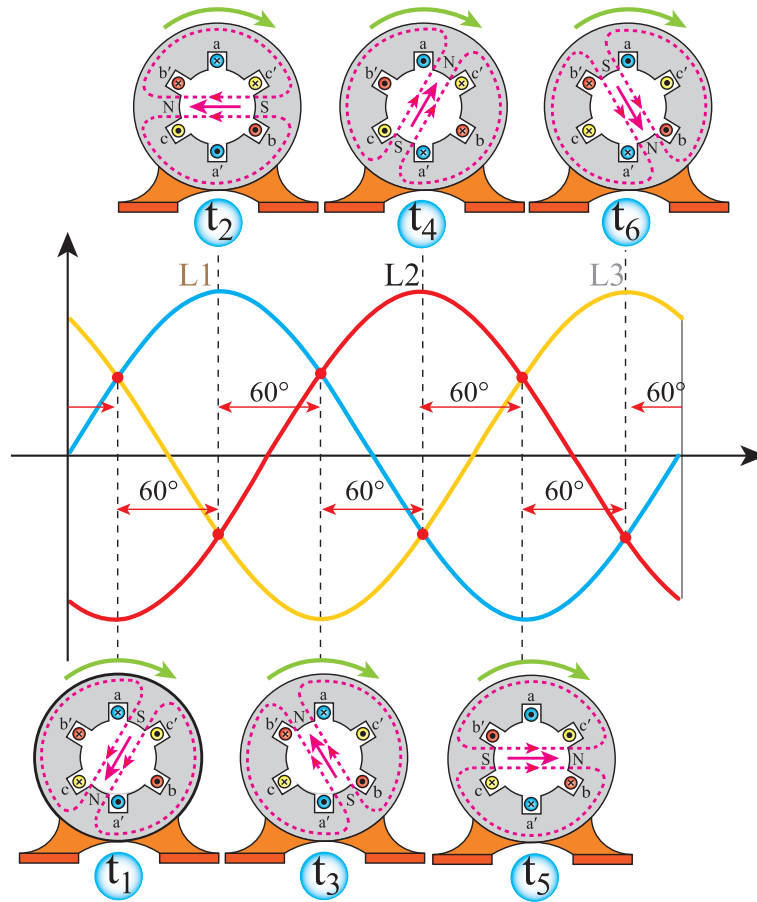 a a a
b' c' b' c' b' c'
N S N S
N S S N
c b c b c b
a' a' a'
t2 t4 t6
L1 L2 L3
60° 60° 60°
60° 60° 60°
a a a
b' S c' b' N c' b' c'
S N
c N b c S b c b
a' a' a'
t1 t3 t5